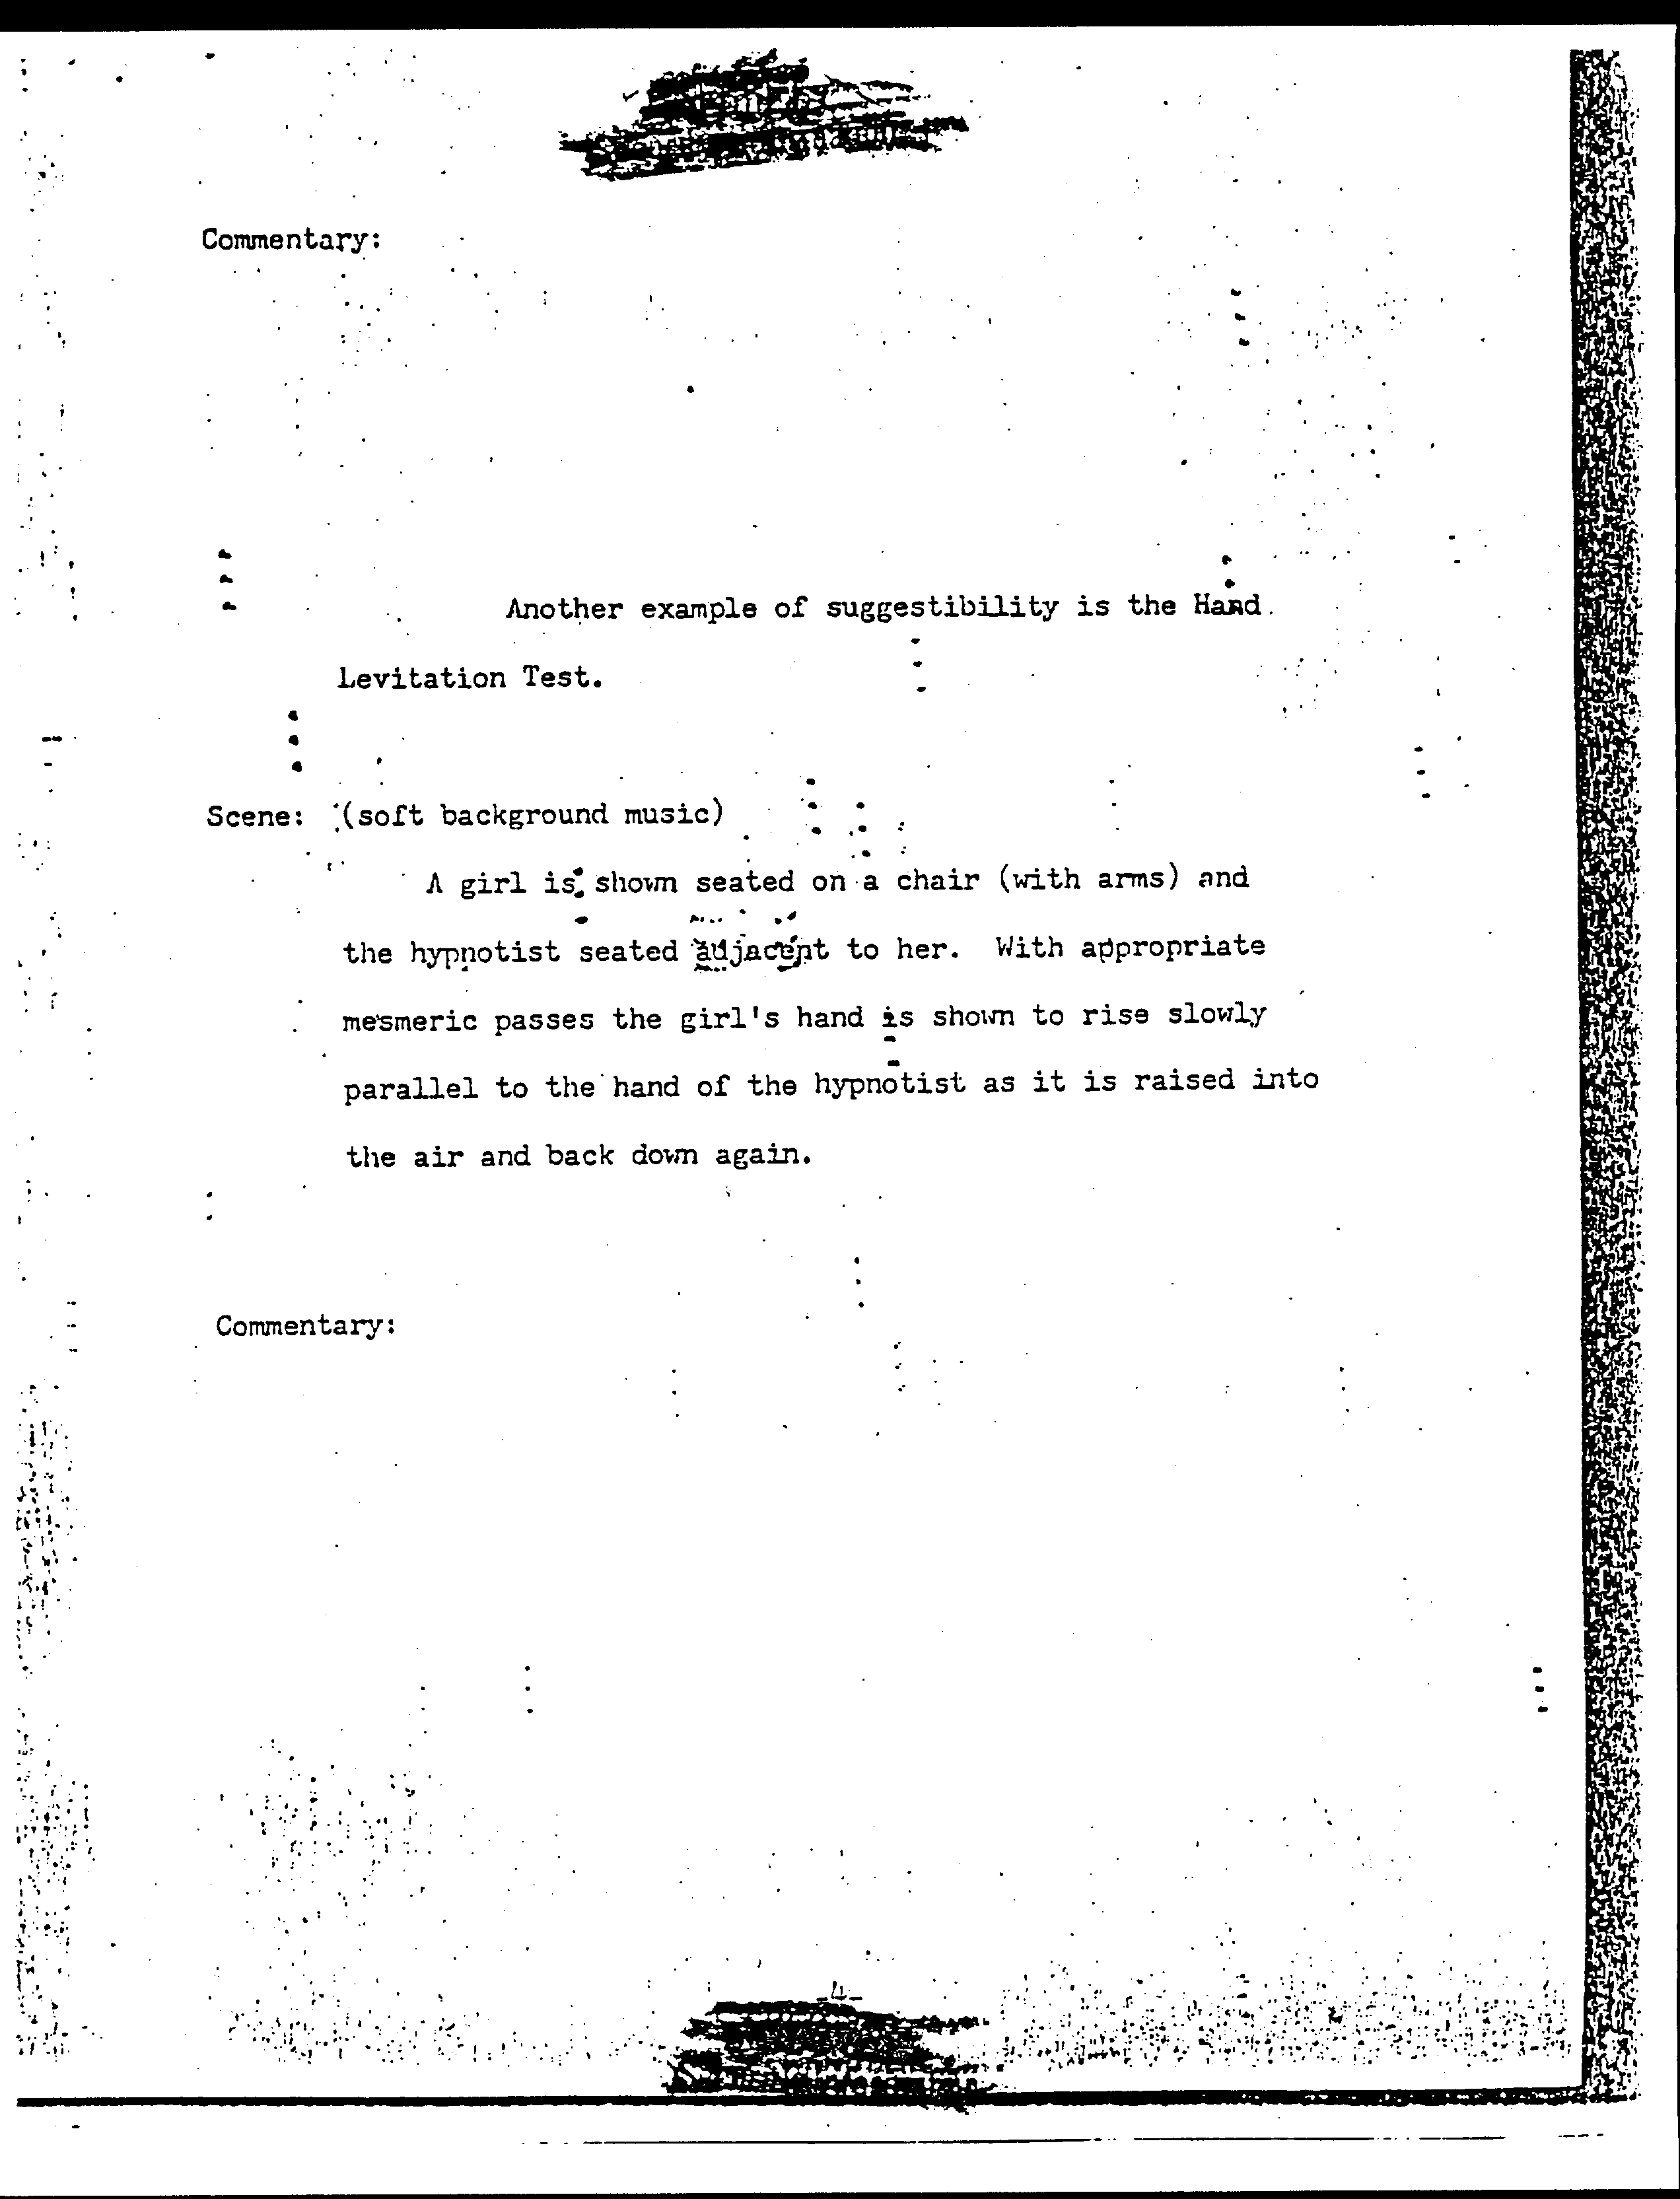 Commentary:
Another example of suggestibility is the Hand
Levitation Test.
Scene: (soft background music)
A girl is shown seated on a chair (with arms) and
the hypnotist seated adjacent to her. With appropriate
mesmeric passes the girl's hand is shown to rise slowly
parallel to the hand of the hypnotist as it is raised into
the air and back down again.
Commentary:
-4-